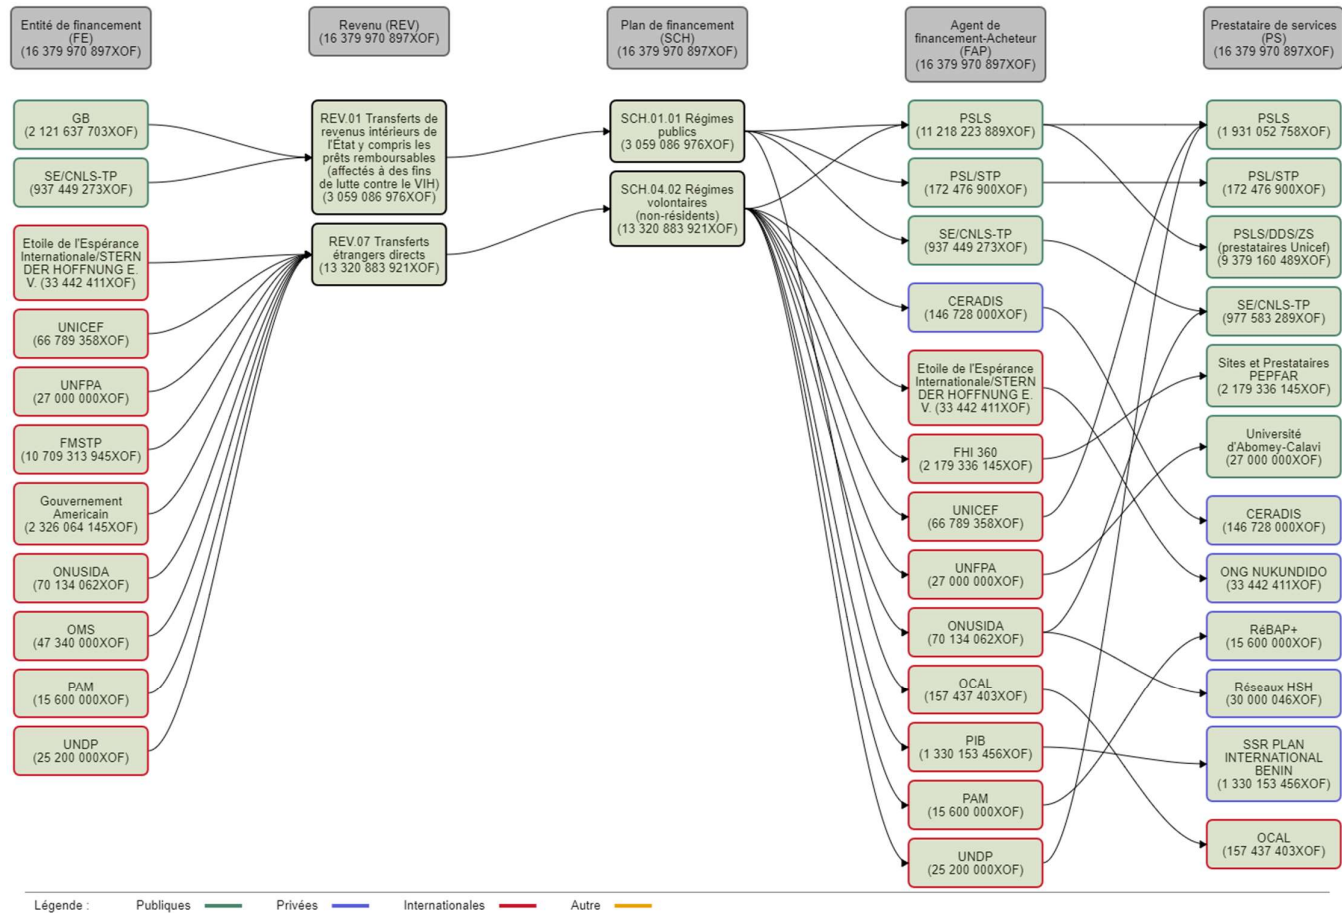 Entité de financement
(FE)
(16 379 970 897XOF)
Revenu (REV)
(16 379 970 897XOF)
Plan de financement
(SCH)
(16 379 970 897XOF)
Agent de
financement-Acheteur
(FAP)
(16 379 970 897XOF)
Prestataire de services
(PS)
(16 379 970 897XOF)
GB
(2 121 637 703XOF)
SE/CNLS-TP
(937 449 273XOF)
Etoile de l'Espérance
Internationale/STERN
DER HOFFNUNG E.
V. (33 442 411XOF)
UNICEF
(66 789 358XOF)
UNFPA
(27 000 000XOF)
FMSTP
(10 709 313 945XOF)
Gouvernement
Americain
(2 326 064 145XOF)
ONUSIDA
(70 134 062XOF)
OMS
(47 340 000XOF)
PAM
(15 600 000XOF)
UNDP
(25 200 000XOF)
REV.01 Transferts de
revenus intérieurs de
l'État y compris les
prêts remboursables
(affectés à des fins
de lutte contre le VIH)
(3 059 086 976XOF)
REV.07 Transferts
étrangers directs
(13 320 883 921XOF)
SCH.01.01 Régimes
publics
(3 059 086 976XOF)
SCH.04.02 Régimes
volontaires
(non-résidents)
(13 320 883 921XOF)
PSLS
(11 218 223 889XOF)
PSL/STP
(172 476 900XOF)
SE/CNLS-TP
(937 449 273XOF)
CERADIS
(146 728 000XOF)
Etoile de l'Espérance
Internationale/STERN
DER HOFFNUNG E.
V. (33 442 411XOF)
FHI 360
(2 179 336 145XOF)
UNICEF
(66 789 358XOF)
UNFPA
(27 000 000XOF)
ONUSIDA
(70 134 062XOF)
OCAL
(157 437 403XOF)
PIB
(1 330 153 456XOF)
PAM
(15 600 000XOF)
UNDP
(25 200 000XOF)
PSLS
(1 931 052 758XOF)
PSL/STP
(172 476 900XOF)
PSLS/DDS/ZS
(prestataires Unicef)
(9 379 160 489XOF)
SE/CNLS-TP
(977 583 289XOF)
Sites et Prestataires
PEPFAR
(2 179 336 145XOF)
Université
d'Abomey-Calavi
(27 000 000XOF)
CERADIS
(146 728 000XOF)
ONG NUKUNDIDO
(33 442 411XOF)
RéBAP+
(15 600 000XOF)
Réseaux HSH
(30 000 046XOF)
SSR PLAN
INTERNATIONAL
BENIN
(1 330 153 456XOF)
OCAL
(157 437 403XOF)
Légende : Publiques Privées Internationales Autre